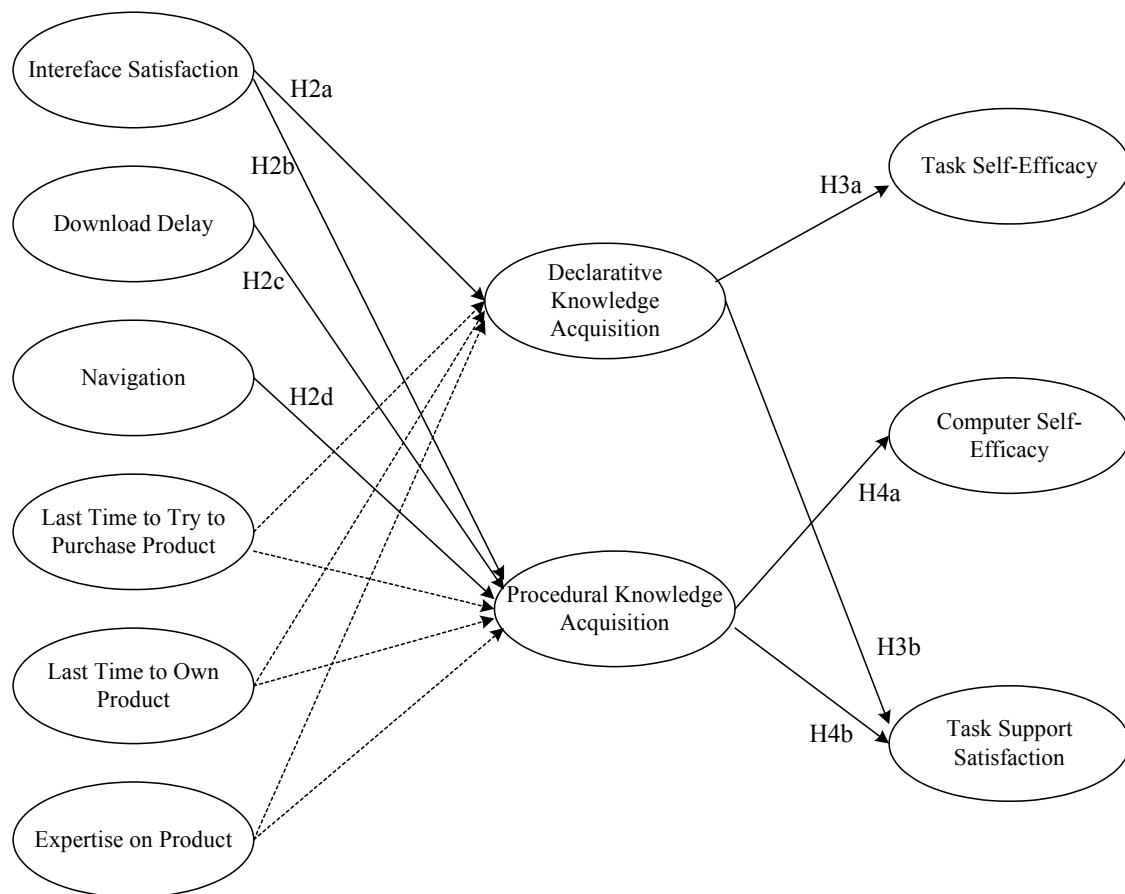 Intereface Satisfaction
H2a
H2b
Download Delay
H2c
Navigation
H2d
Last Time to Try to
Purchase Product
Last Time to Own
Product
Expertise on Product
Declaratitve
Knowledge
Acquisition
Procedural Knowledge
Acquisition
H3a
Task Self-Efficacy
Computer Self-
Efficacy
H4a
H3b
H4b
Task Support
Satisfaction